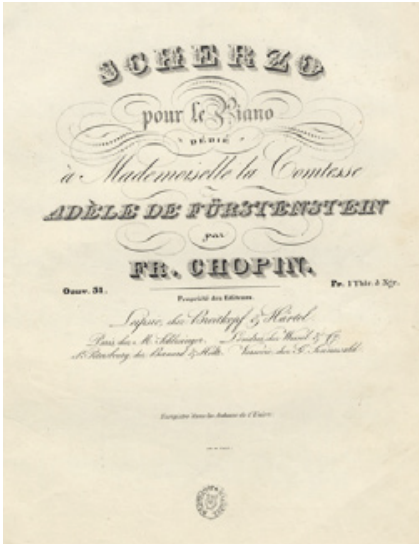 SCHERZO
pour le Piano
DÉDIÉ
à Mademoiselle la Comtesse
ADÈLE DE FÜRSTENSTEIN
par
FR. CHOPIN.
Oeuv. 31. Pr. 1 Thlr.
Propriété des Editeurs.
Leipsic, chez Breitkopf & Härtel.
Paris, chez M. Schlesinger. Londres, chez Wessel & Cº
St. Petersbourg, chez Bernard & Holtz. Varsovie, chez G. Sennewald.
Enregistré dans les Archives de l'Union.